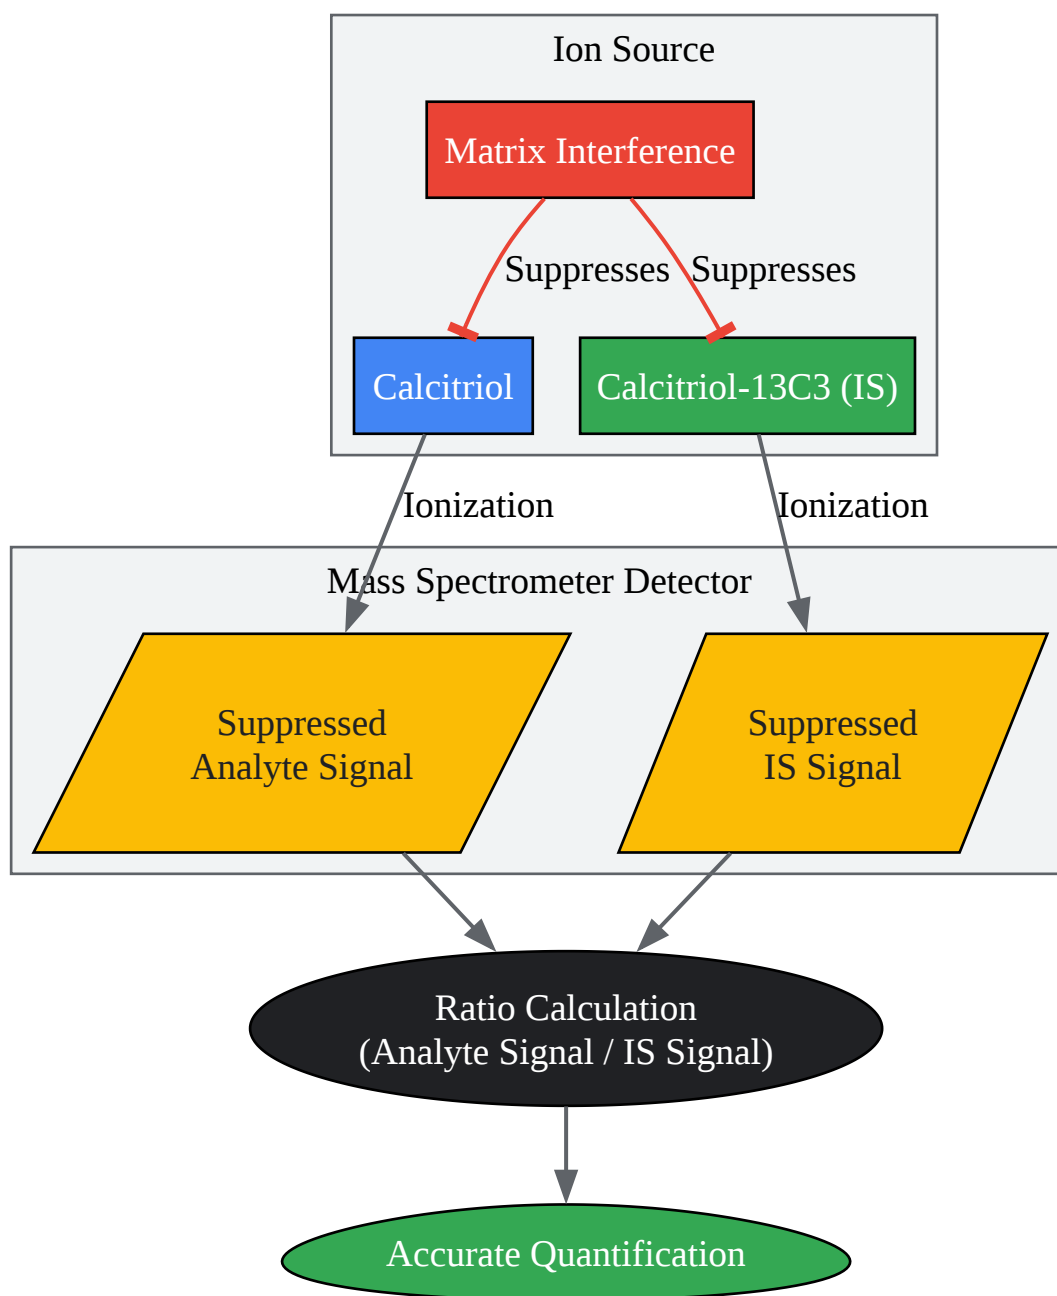 Ion Source
Matrix Interference
Suppresses
Suppresses
Calcitriol
Calcitriol-13C3 (IS)
Ionization
Ionization
Mass Spectrometer Detector
Suppressed
Analyte Signal
Suppressed
IS Signal
Ratio Calculation
(Analyte Signal / IS Signal)
Accurate Quantification